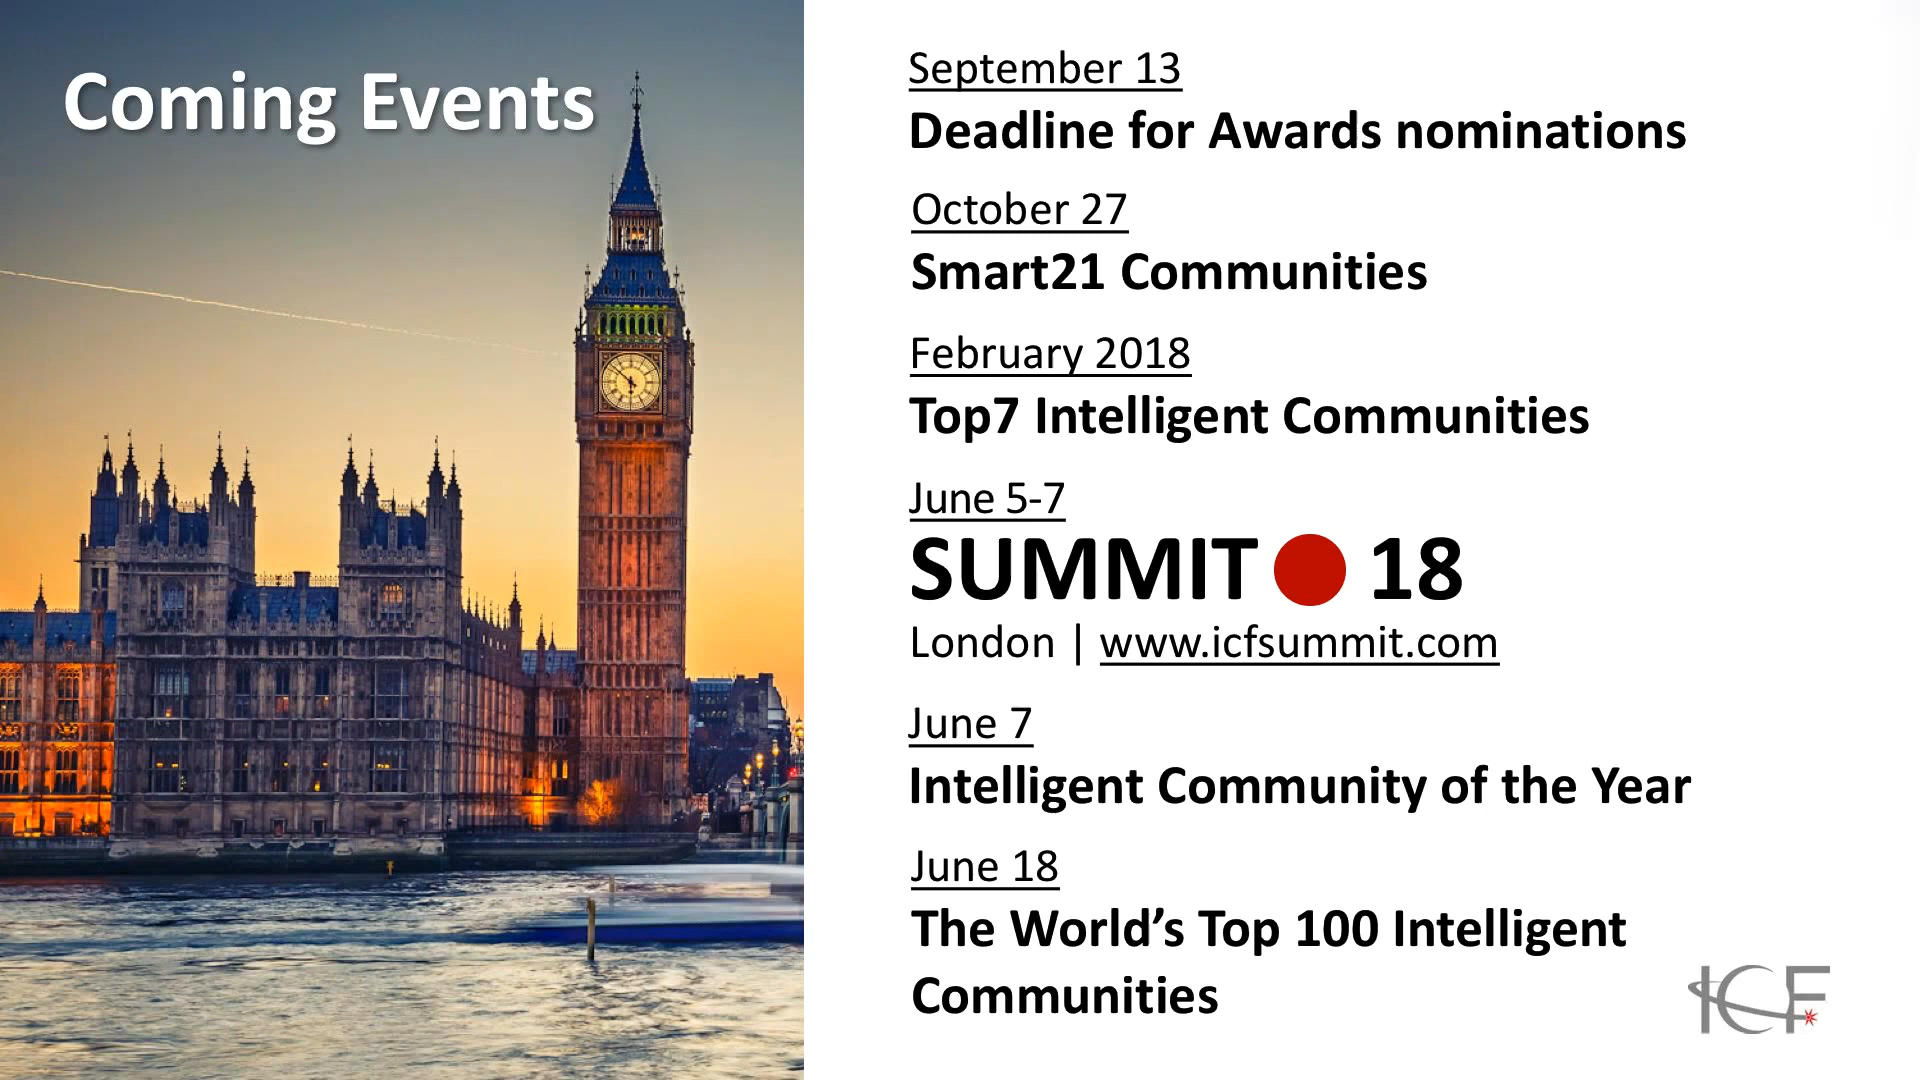 Coming Events
September 13
Deadline for Awards nominations
October 27
Smart21 Communities
February 2018
Top7 Intelligent Communities
June 5-7
SUMMIT 18
London | www.icfsummit.com
June 7
Intelligent Community of the Year
June 18
The World’s Top 100 Intelligent
Communities
ICF